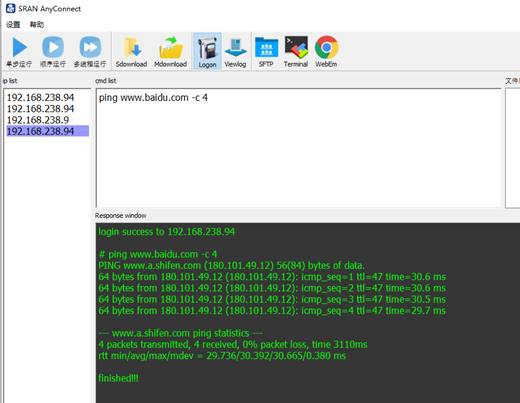 SRAN AnyConnect
设置 帮助
单步运行 顺序运行 多线程运行 Sdownload Mdownload Logon Viewlog SFTP Terminal WebEm
ip list cmd list 文件
192.168.238.94
192.168.238.94
192.168.238.9
192.168.238.94
ping www.baidu.com -c 4
Response window
login success to 192.168.238.94
# ping www.baidu.com -c 4
PING www.a.shifen.com (180.101.49.12) 56(84) bytes of data.
64 bytes from 180.101.49.12 (180.101.49.12): icmp_seq=1 ttl=47 time=30.6 ms
64 bytes from 180.101.49.12 (180.101.49.12): icmp_seq=2 ttl=47 time=30.6 ms
64 bytes from 180.101.49.12 (180.101.49.12): icmp_seq=3 ttl=47 time=30.5 ms
64 bytes from 180.101.49.12 (180.101.49.12): icmp_seq=4 ttl=47 time=29.7 ms
--- www.a.shifen.com ping statistics ---
4 packets transmitted, 4 received, 0% packet loss, time 3110ms
rtt min/avg/max/mdev = 29.736/30.392/30.665/0.380 ms
finished!!!